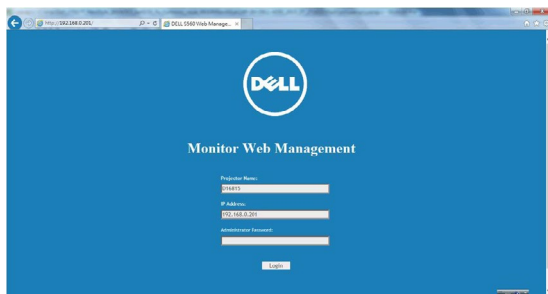 http://192.168.0.201/
DELL S560 Web Manage...
DELL
Monitor Web Management
Projector Name:
IP Address:
192.168.0.201
Administrator Password:
Login